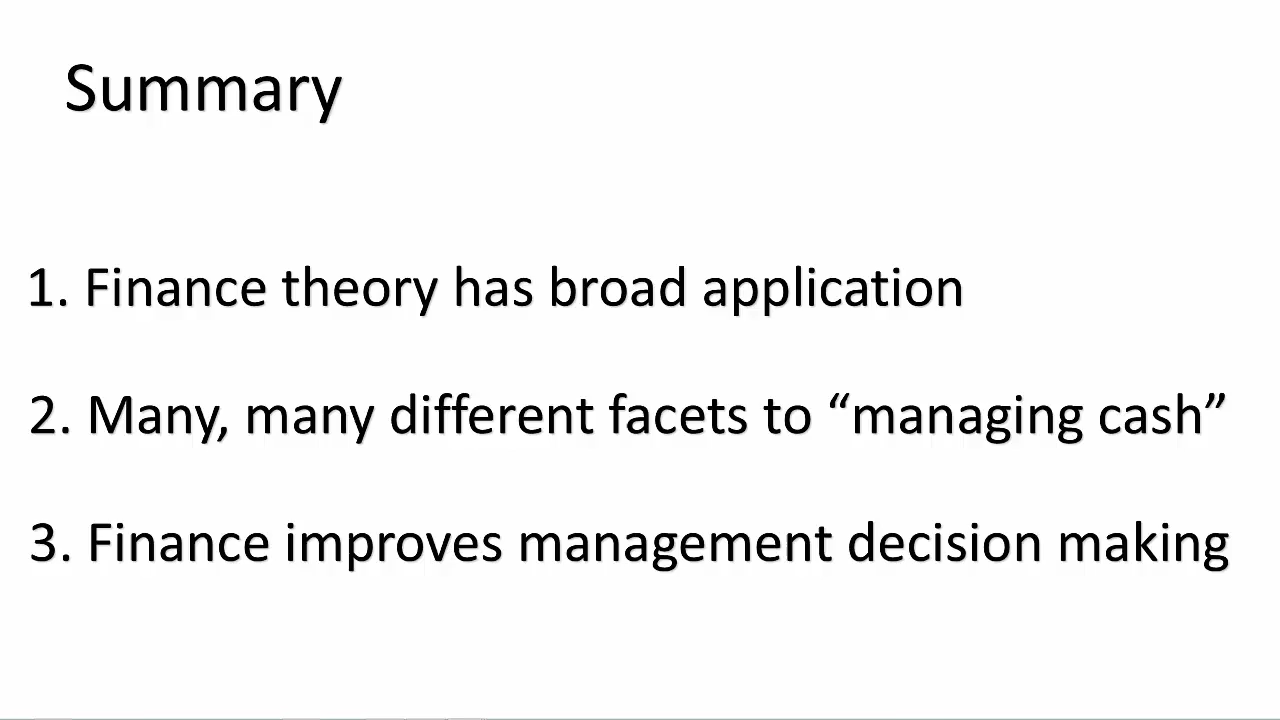 Summary
1. Finance theory has broad application
2. Many, many different facets to “managing cash”
3. Finance improves management decision making